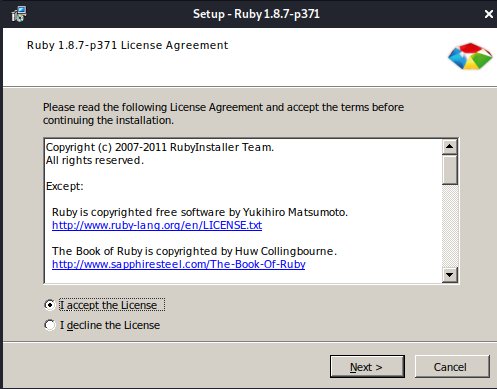 Setup - Ruby 1.8.7-p371
Ruby 1.8.7-p371 License Agreement
Please read the following License Agreement and accept the terms before
continuing the installation.
Copyright (c) 2007-2011 RubyInstaller Team.
All rights reserved.
Except:
Ruby is copyrighted free software by Yukihiro Matsumoto.
http://www.ruby-lang.org/en/LICENSE.txt
The Book of Ruby is copyrighted by Huw Collingbourne.
http://www.sapphiresteel.com/The-Book-Of-Ruby
I accept the License
I decline the License
Next >
Cancel